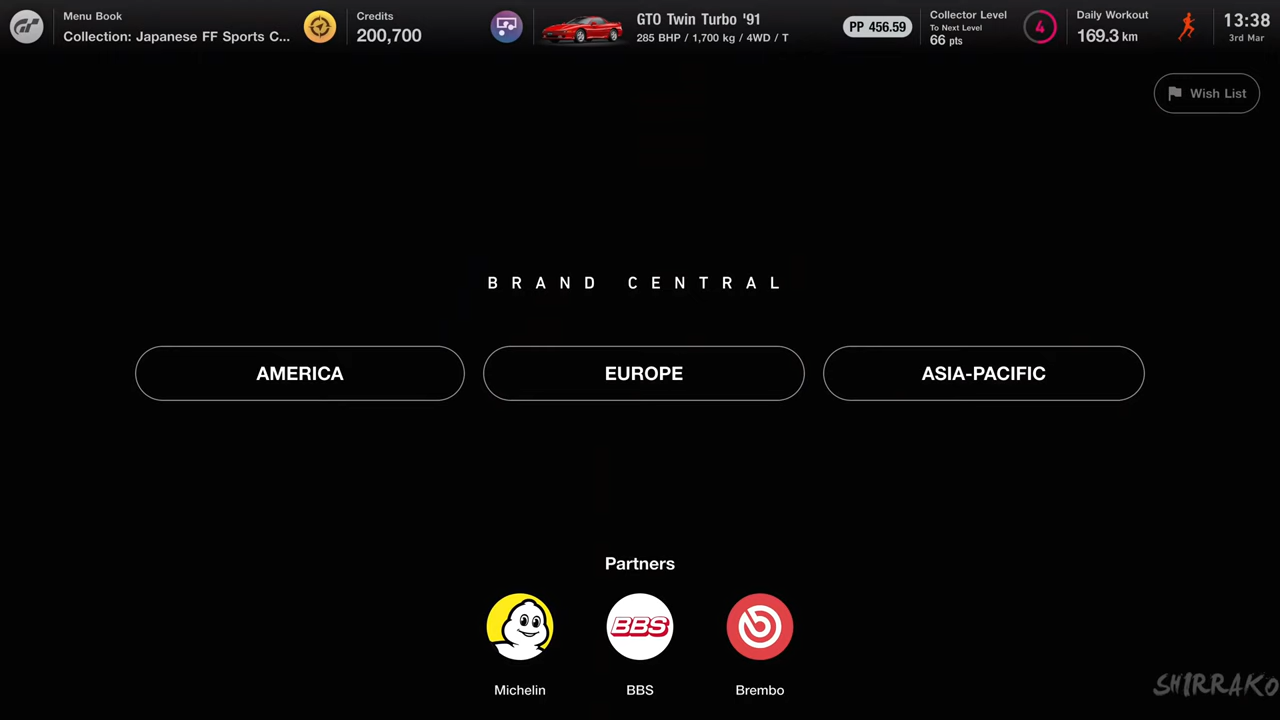 Menu Book
Collection: Japanese FF Sports C...
Credits
200,700
GTO Twin Turbo '91
285 BHP / 1,700 kg / 4WD / T
PP 456.59
Collector Level
To Next Level
66 pts
4
Daily Workout
169.3 km
13:38
3rd Mar
Wish List
BRAND CENTRAL
AMERICA
EUROPE
ASIA-PACIFIC
Partners
BBS
Michelin
BBS
Brembo
SHIRRAKO